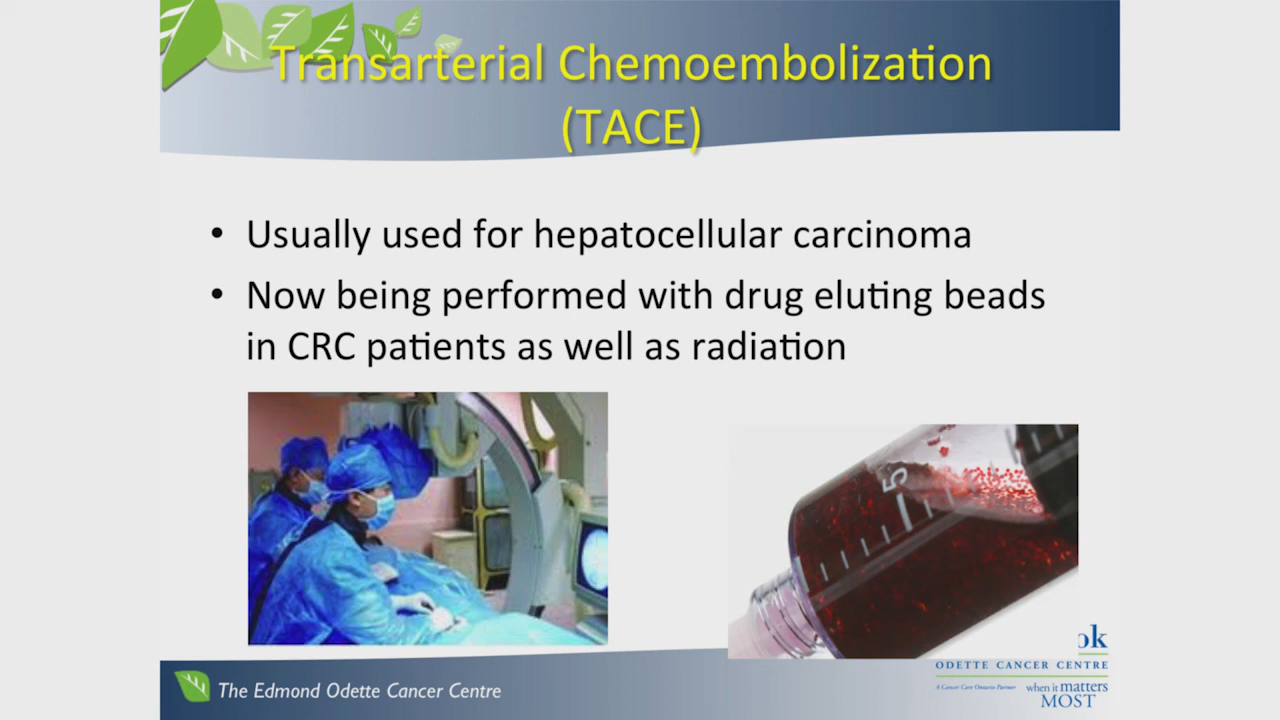 Transarterial Chemoembolization
(TACE)
• Usually used for hepatocellular carcinoma
• Now being performed with drug eluting beads
in CRC patients as well as radiation
5
ok
ODETTE CANCER CENTRE
A Cancer Care Ontario Partner
when it matters
MOST
The Edmond Odette Cancer Centre